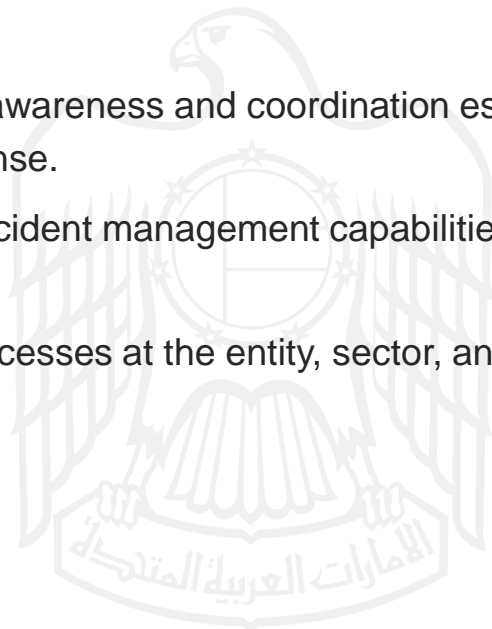 awareness and coordination es
nse.
cident management capabilitie
cesses at the entity, sector, an
الإمارات العربية المتحدة